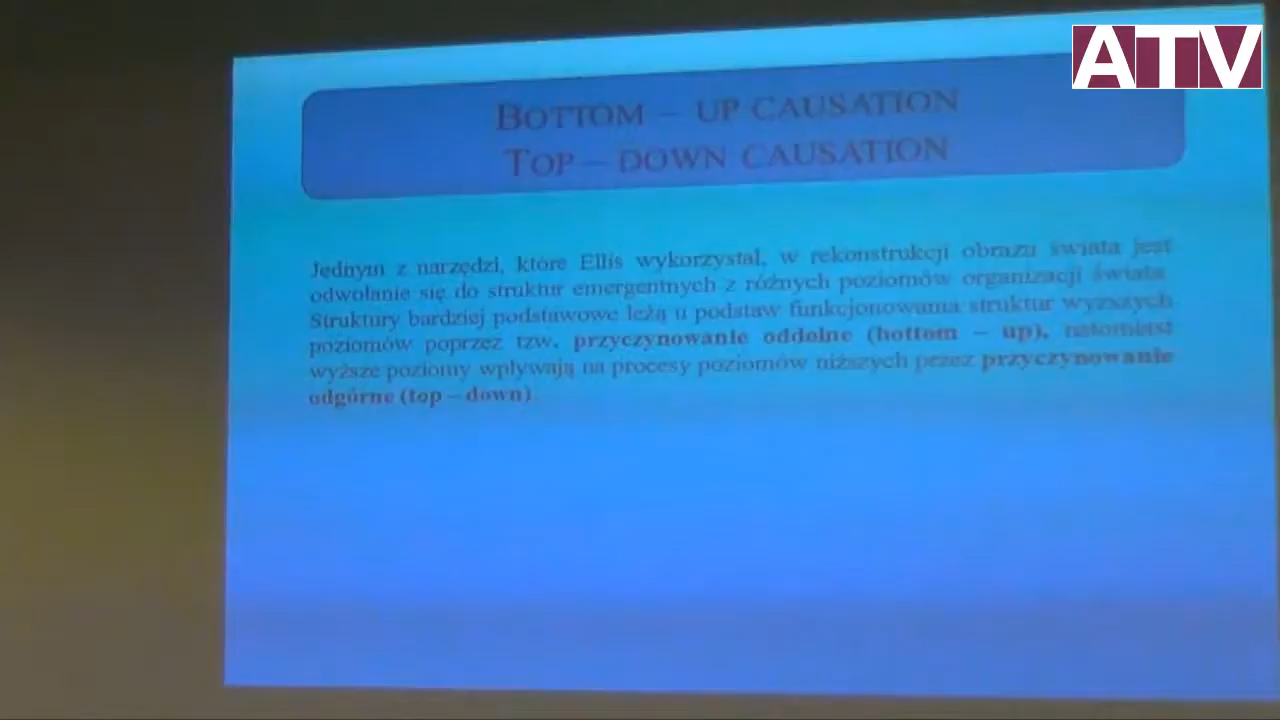 ATV
BOTTOM – UP CAUSATION
TOP – DOWN CAUSATION
Jednym z narzędzi, które Ellis wykorzystał, w rekonstrukcji obrazu świata jest
odwołanie się do struktur emergentnych z różnych poziomów organizacji świata.
Struktury bardziej podstawowe leżą u podstaw funkcjonowania struktur wyższych
poziomów poprzez tzw. przyczynowanie oddolne (bottom – up), natomiast
wyższe poziomy wpływają na procesy poziomów niższych przez przyczynowanie
odgórne (top – down).